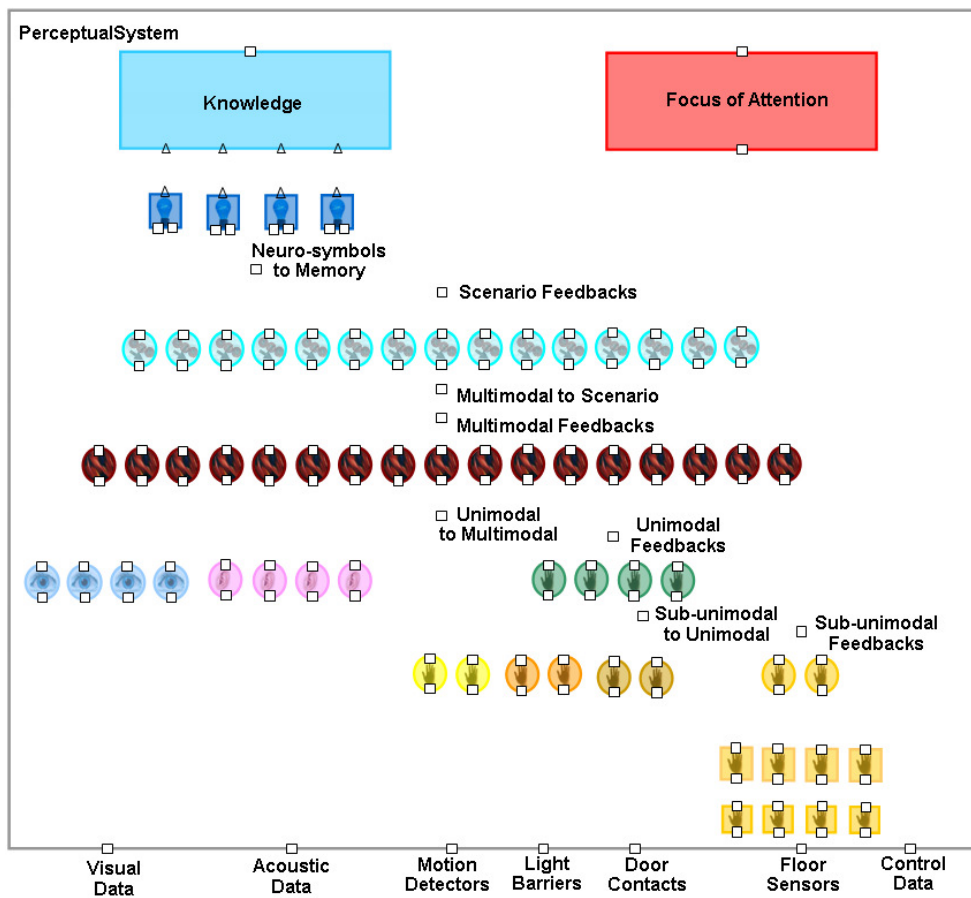 PerceptualSystem
Knowledge
Focus of Attention
Neuro-symbols
to Memory
Scenario Feedbacks
Multimodal to Scenario
Multimodal Feedbacks
Unimodal
to Multimodal
Unimodal
Feedbacks
Sub-unimodal
to Unimodal
Sub-unimodal
Feedbacks
Visual
Data
Acoustic
Data
Motion
Detectors
Light
Barriers
Door
Contacts
Floor
Sensors
Control
Data